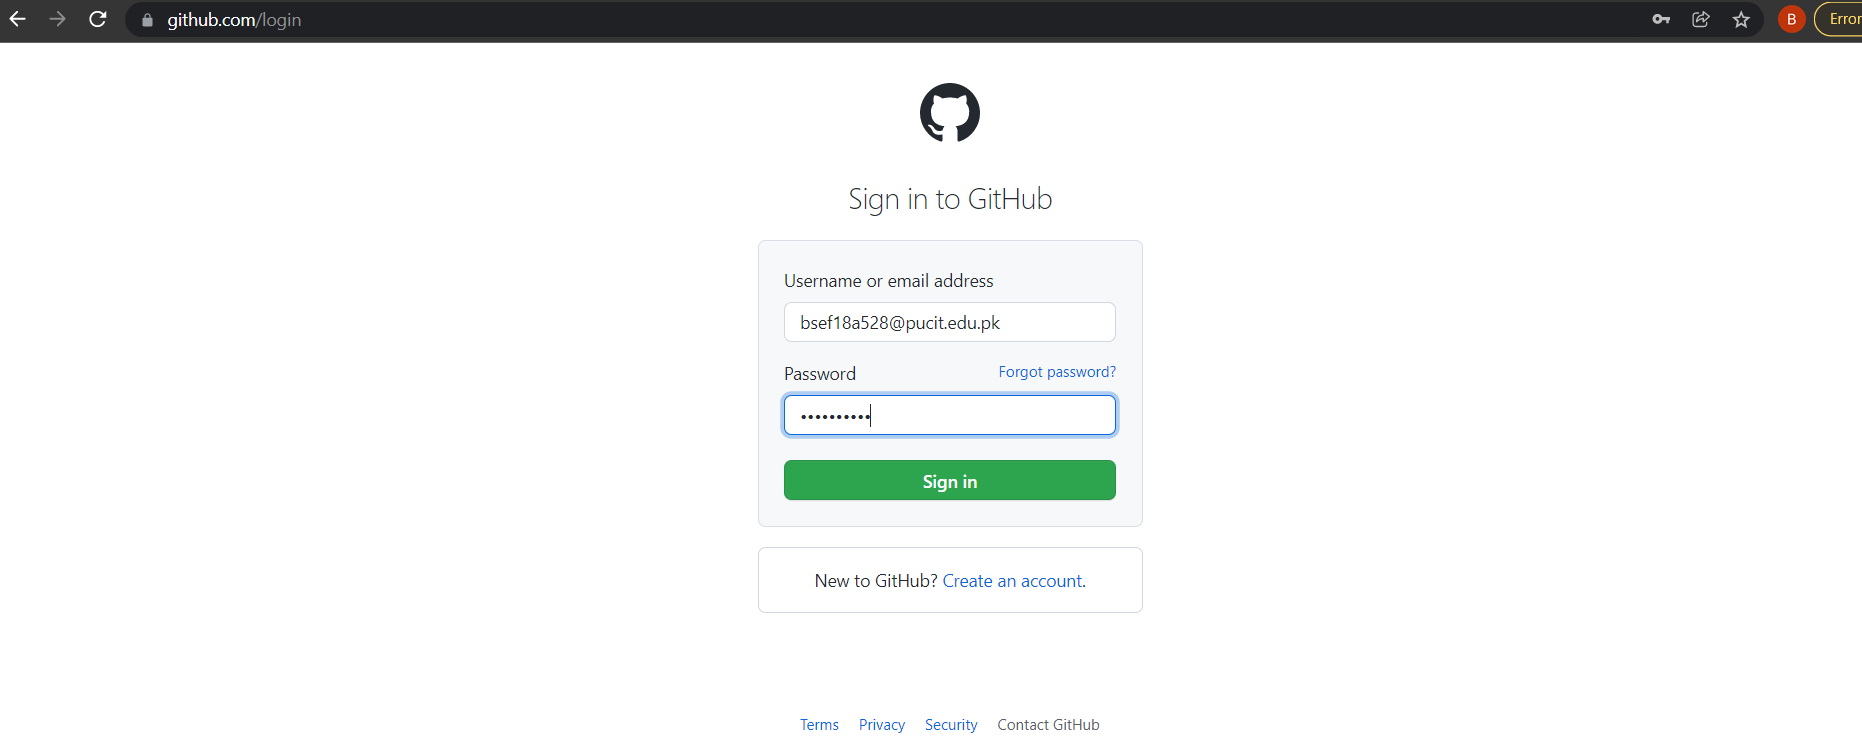 github.com/login
B
Error
Sign in to GitHub
Username or email address
bsef18a528@pucit.edu.pk
Password Forgot password?
••••••••••
Sign in
New to GitHub? Create an account.
Terms Privacy Security Contact GitHub